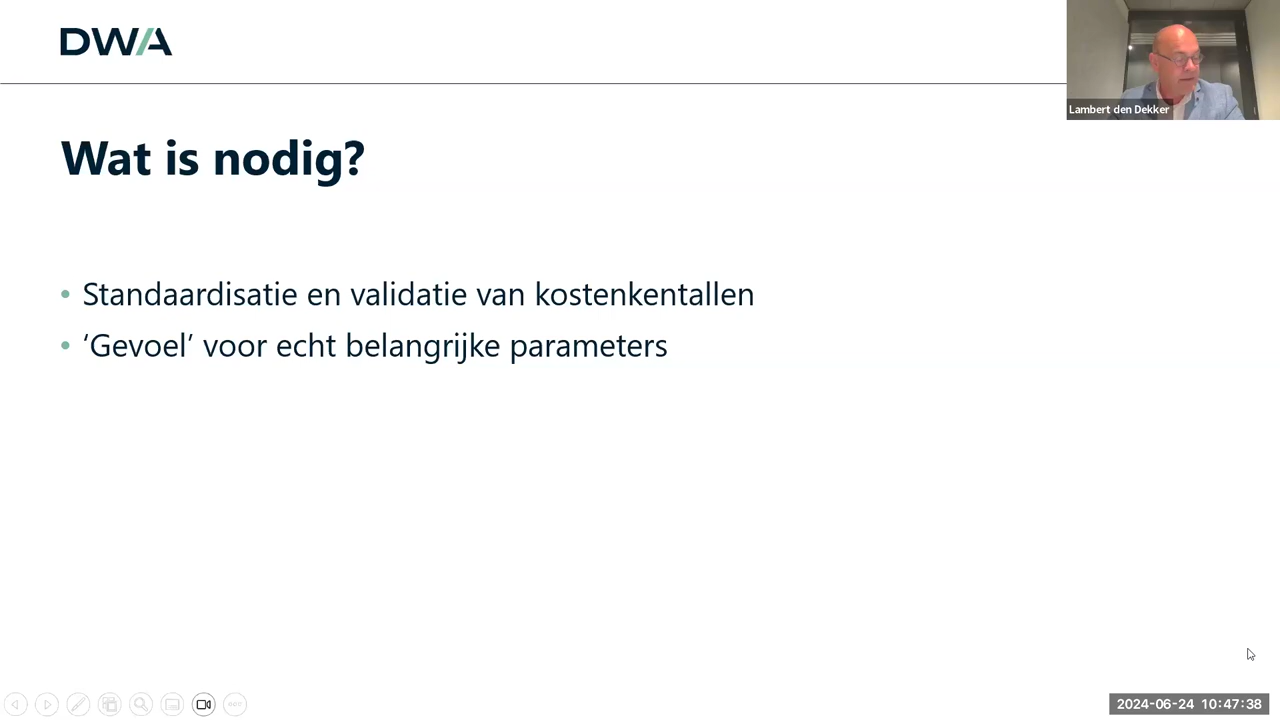 DWA
Lambert den Dekker
Wat is nodig?
• Standaardisatie en validatie van kostenkentallen
• ‘Gevoel’ voor echt belangrijke parameters
2024-06-24 10:47:38